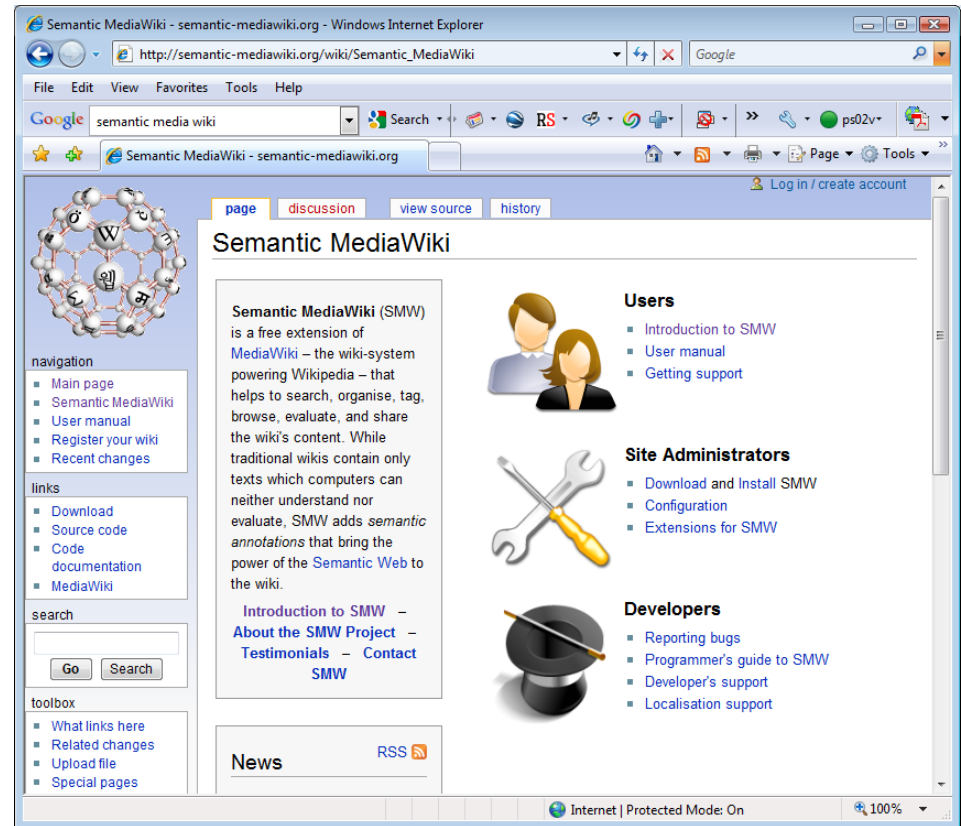 Semantic MediaWiki - semantic-mediawiki.org - Windows Internet Explorer
http://semantic-mediawiki.org/wiki/Semantic_MediaWiki
Google
File Edit View Favorites Tools Help
Google semantic media wiki Search RS ps02v
Semantic MediaWiki - semantic-mediawiki.org Page Tools
Log in / create account
page discussion view source history
Semantic MediaWiki
W
웹
navigation
Main page
Semantic MediaWiki
User manual
Register your wiki
Recent changes
links
Download
Source code
Code
documentation
MediaWiki
search
Go Search
toolbox
What links here
Related changes
Upload file
Special pages
Semantic MediaWiki (SMW)
is a free extension of
MediaWiki – the wiki-system
powering Wikipedia – that
helps to search, organise, tag,
browse, evaluate, and share
the wiki's content. While
traditional wikis contain only
texts which computers can
neither understand nor
evaluate, SMW adds semantic
annotations that bring the
power of the Semantic Web to
the wiki.
Introduction to SMW –
About the SMW Project –
Testimonials – Contact
SMW
News RSS
Users
Introduction to SMW
User manual
Getting support
Site Administrators
Download and Install SMW
Configuration
Extensions for SMW
Developers
Reporting bugs
Programmer's guide to SMW
Developer's support
Localisation support
Internet | Protected Mode: On 100%